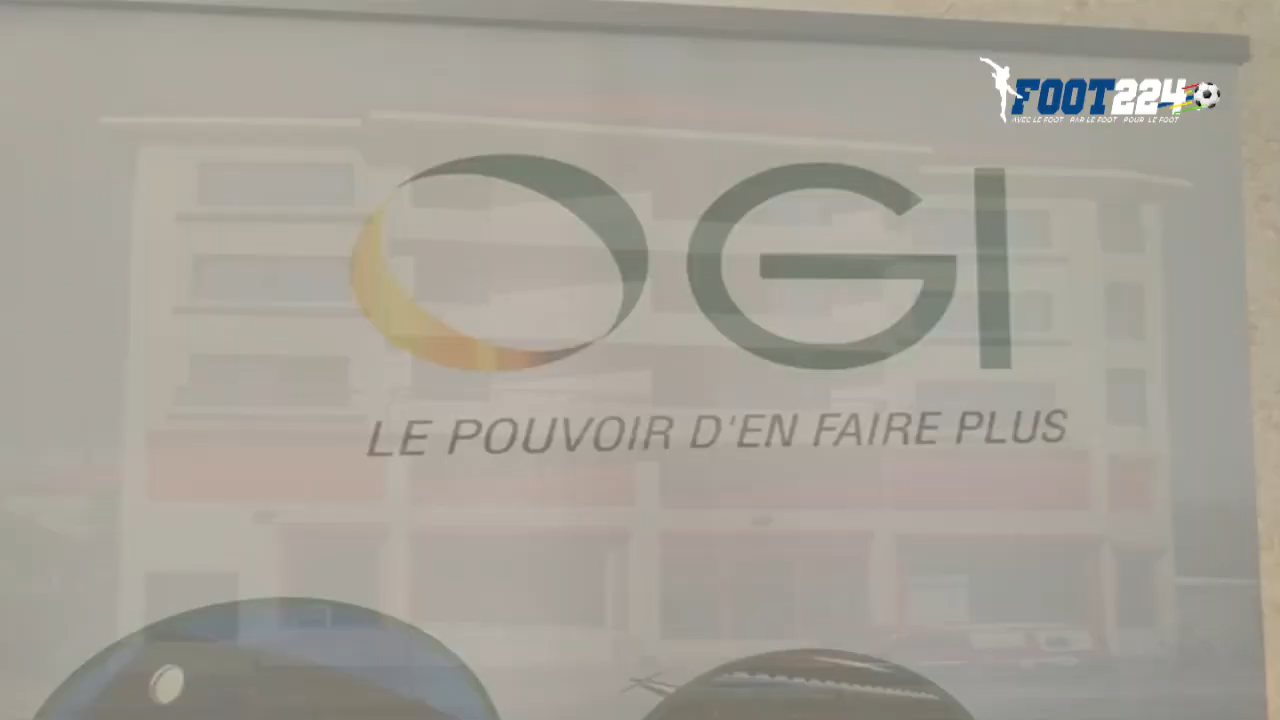 FOOT224
AVEC LE FOOT PAR LE FOOT POUR LE FOOT
OGI
LE POUVOIR D'EN FAIRE PLUS